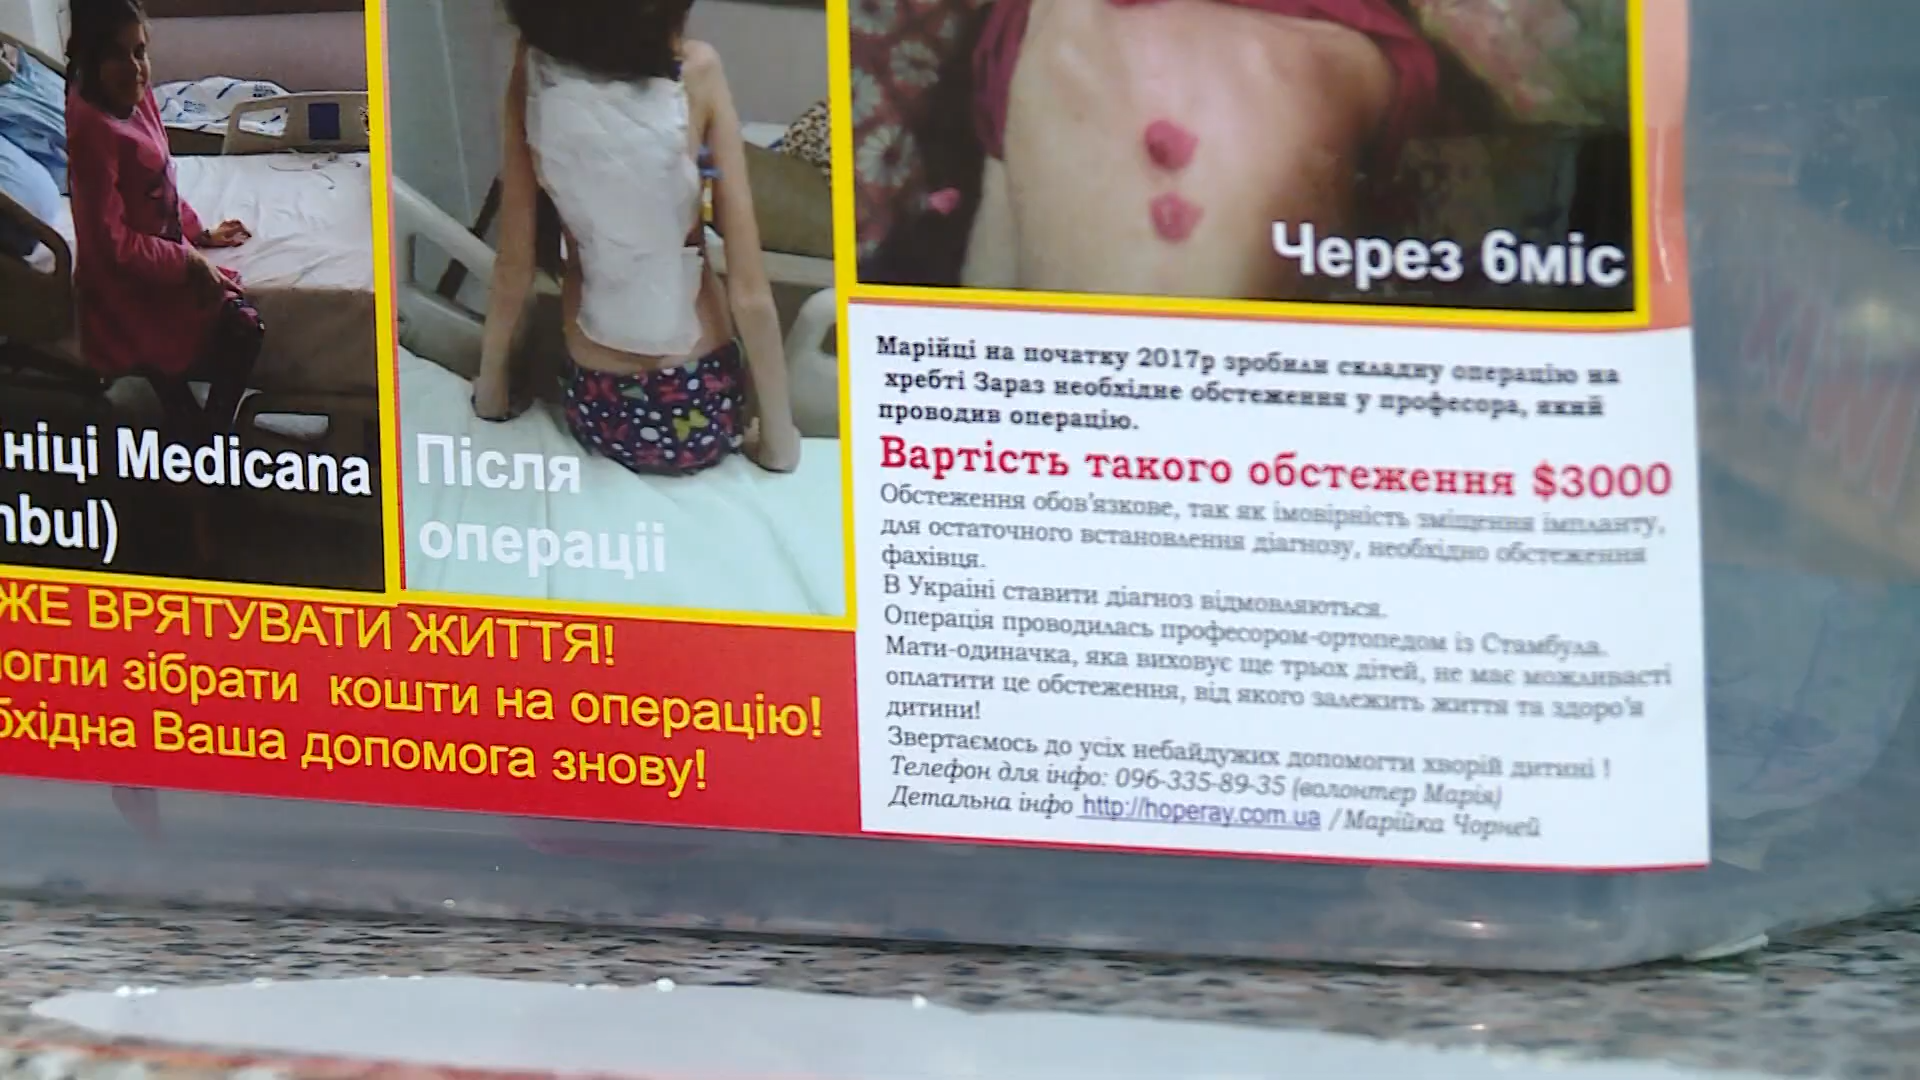 Через 6міс
ніці Medicana
nbul)
Після
операціі
Марійці на початку 2017р зробили складну операцію на
хребті Зараз необхідне обстеження у професора, який
проводив операцію.
Вартість такого обстеження $3000
Обстеження обов'язкове, так як імовірність зміщення імпланту,
для остаточного встановлення діагнозу, необхідно обстеження
фахівця.
В Україні ставити діагноз відмовляються.
Операція проводилась професором-ортопедом із Стамбула.
Мати-одиначка, яка виховує ще трьох дітей, не має можливасті
оплатити це обстеження, від якого залежить життя та здоро'я
дитини!
Звертаємось до усіх небайдужих допомогти хворій дитині !
Телефон для інфо: 096-335-89-35 (волонтер Марія)
Детальна інфо http://hoperay.com.ua / Марійка Чорней
ЖЕ ВРЯТУВАТИ ЖИТТЯ!
огли зібрати кошти на операцію!
бхідна Ваша допомога знову!